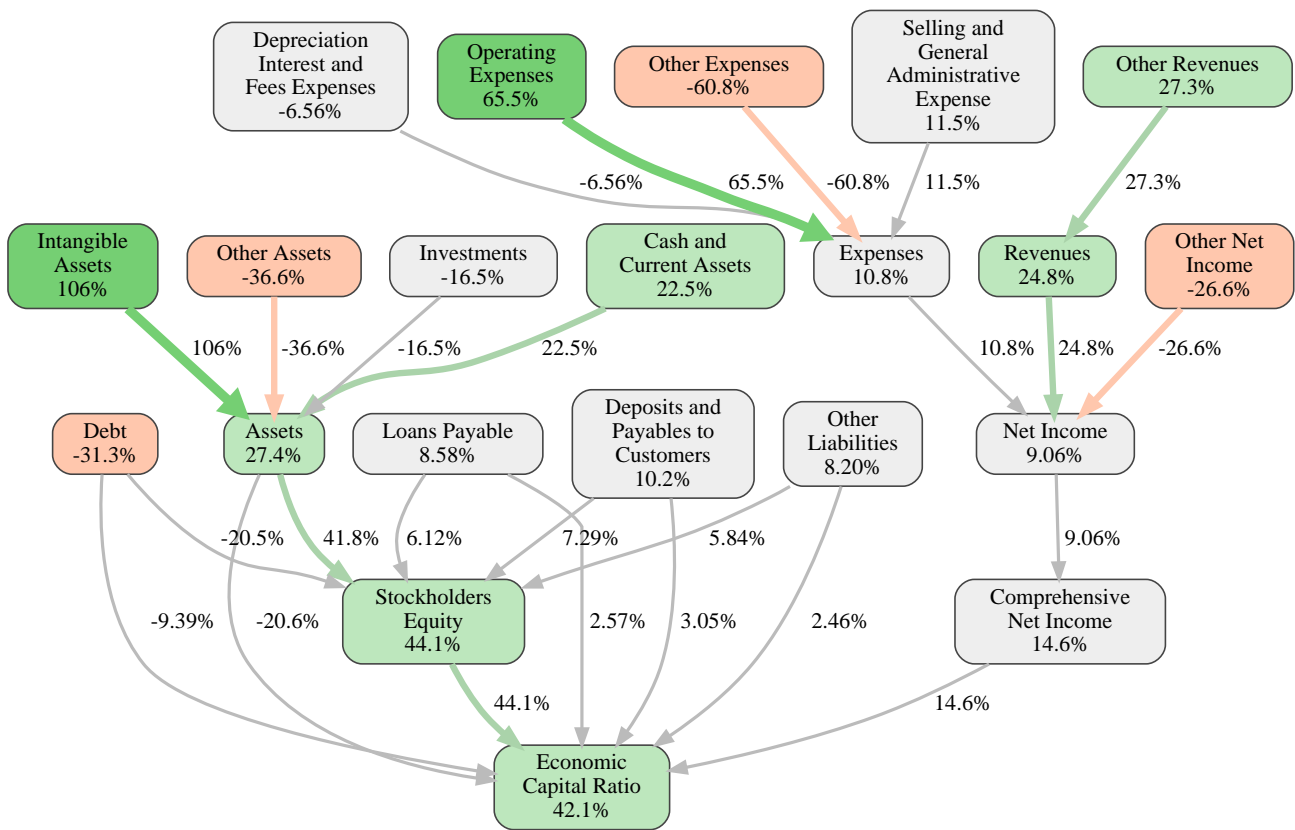 Depreciation
Interest and
Fees Expenses
-6.56%
Operating
Expenses
65.5%
Other Expenses
-60.8%
Selling and
General
Administrative
Expense
11.5%
Other Revenues
27.3%
-6.56%
65.5%
-60.8%
11.5%
27.3%
Intangible
Assets
106%
Other Assets
-36.6%
Investments
-16.5%
Cash and
Current Assets
22.5%
Expenses
10.8%
Revenues
24.8%
Other Net
Income
-26.6%
106%
-36.6%
-16.5%
22.5%
10.8%
24.8%
-26.6%
Debt
-31.3%
Assets
27.4%
Loans Payable
8.58%
Deposits and
Payables to
Customers
10.2%
Other
Liabilities
8.20%
Net Income
9.06%
-20.5%
41.8%
6.12%
7.29%
5.84%
9.06%
-9.39%
-20.6%
Stockholders
Equity
44.1%
2.57%
3.05%
2.46%
Comprehensive
Net Income
14.6%
44.1%
14.6%
Economic
Capital Ratio
42.1%